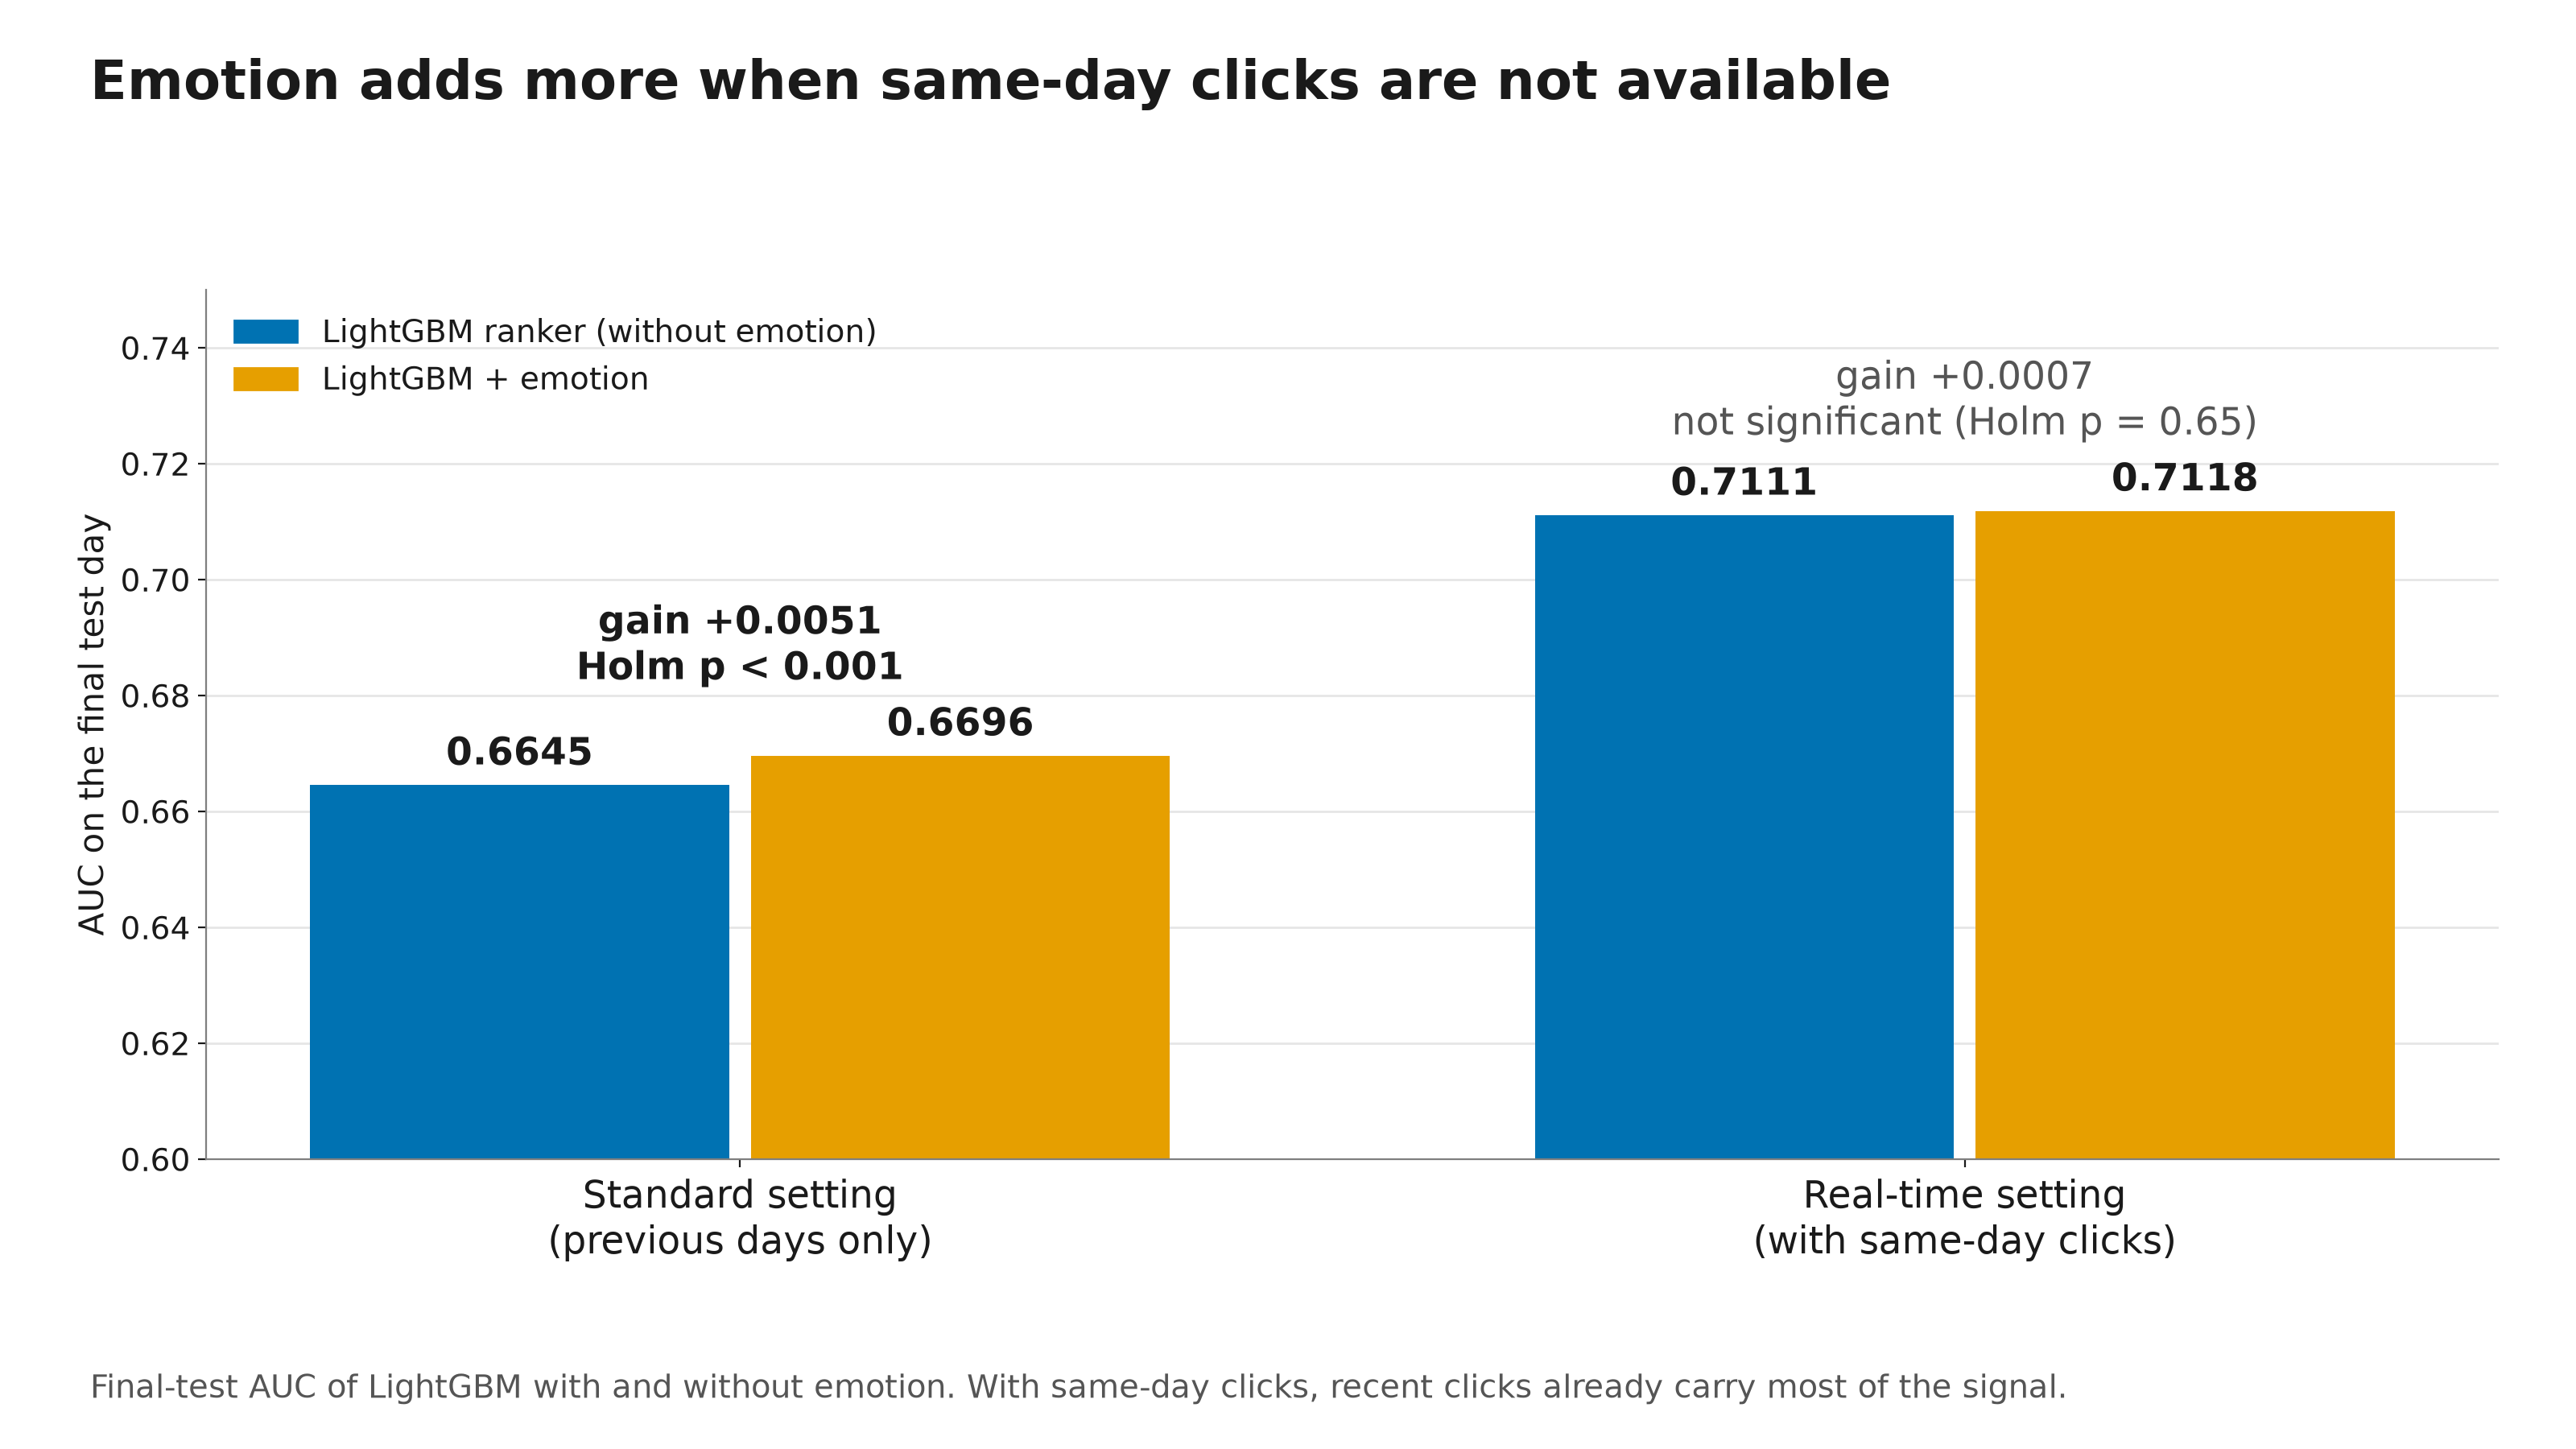 Emotion adds more when same-day clicks are not available
LightGBM ranker (without emotion)
LightGBM + emotion
AUC on the final test day
0.74
0.72
0.70
0.68
0.66
0.64
0.62
0.60
gain +0.0051
Holm p < 0.001
0.6645
0.6696
gain +0.0007
not significant (Holm p = 0.65)
0.7111
0.7118
Standard setting
(previous days only)
Real-time setting
(with same-day clicks)
Final-test AUC of LightGBM with and without emotion. With same-day clicks, recent clicks already carry most of the signal.